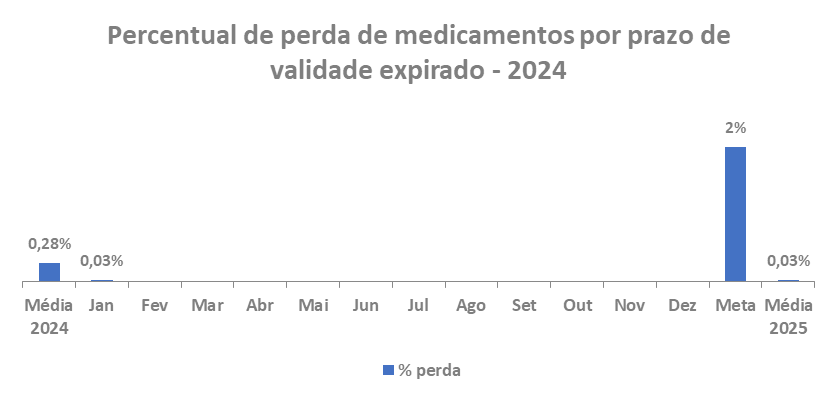 Percentual de perda de medicamentos por prazo de
validade expirado - 2024
2%
0,28%
0,03%
0,03%
Média 2024
Jan
Fev
Mar
Abr
Mai
Jun
Jul
Ago
Set
Out
Nov
Dez
Meta
Média 2025
% perda